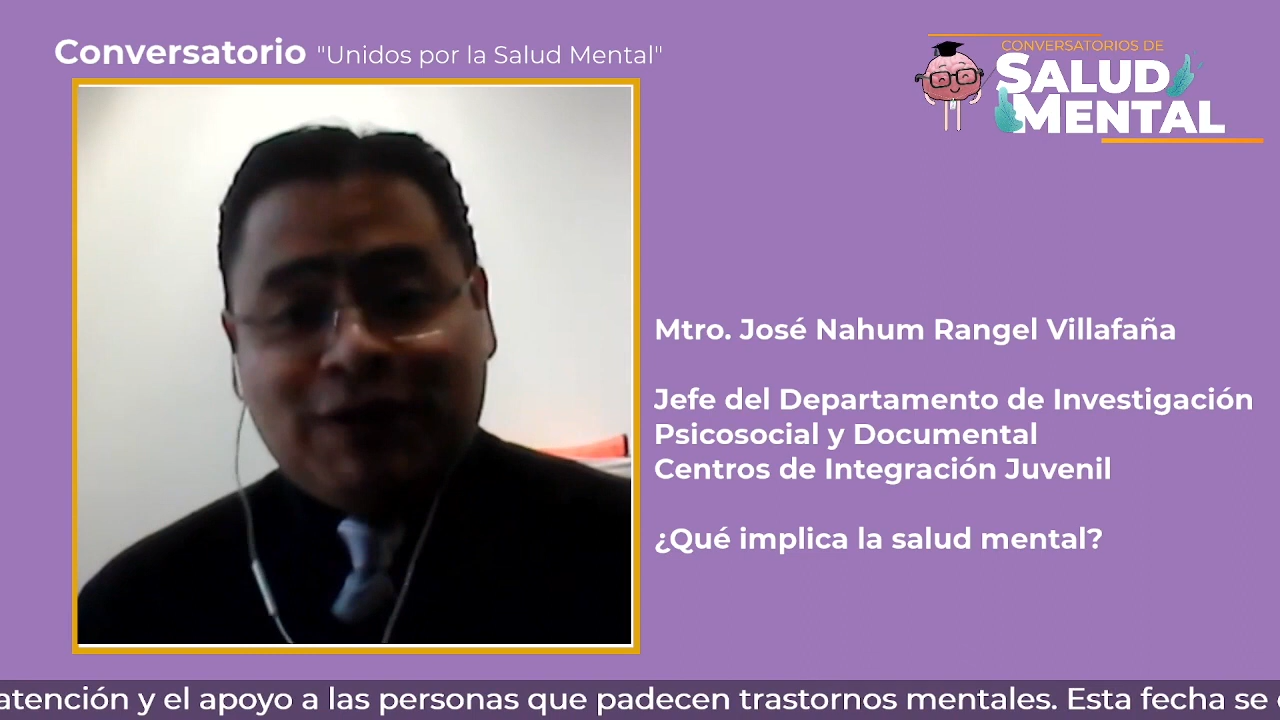 Conversatorio "Unidos por la Salud Mental"
CONVERSATORIOS DE
SALUD
MENTAL
Mtro. José Nahum Rangel Villafaña
Jefe del Departamento de Investigación
Psicosocial y Documental
Centros de Integración Juvenil
¿Qué implica la salud mental?
atención y el apoyo a las personas que padecen trastornos mentales. Esta fecha se